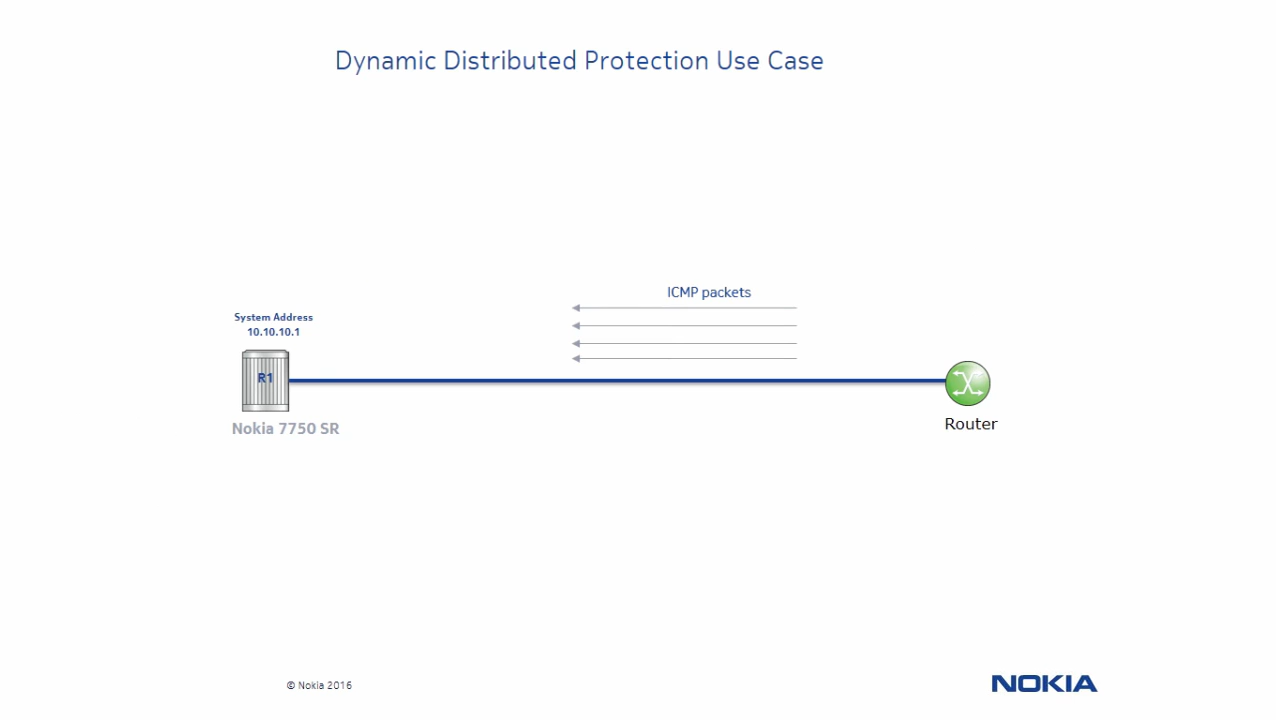 Dynamic Distributed Protection Use Case
ICMP packets
System Address
10.10.10.1
R1
Nokia 7750 SR
Router
© Nokia 2016
NOKIA